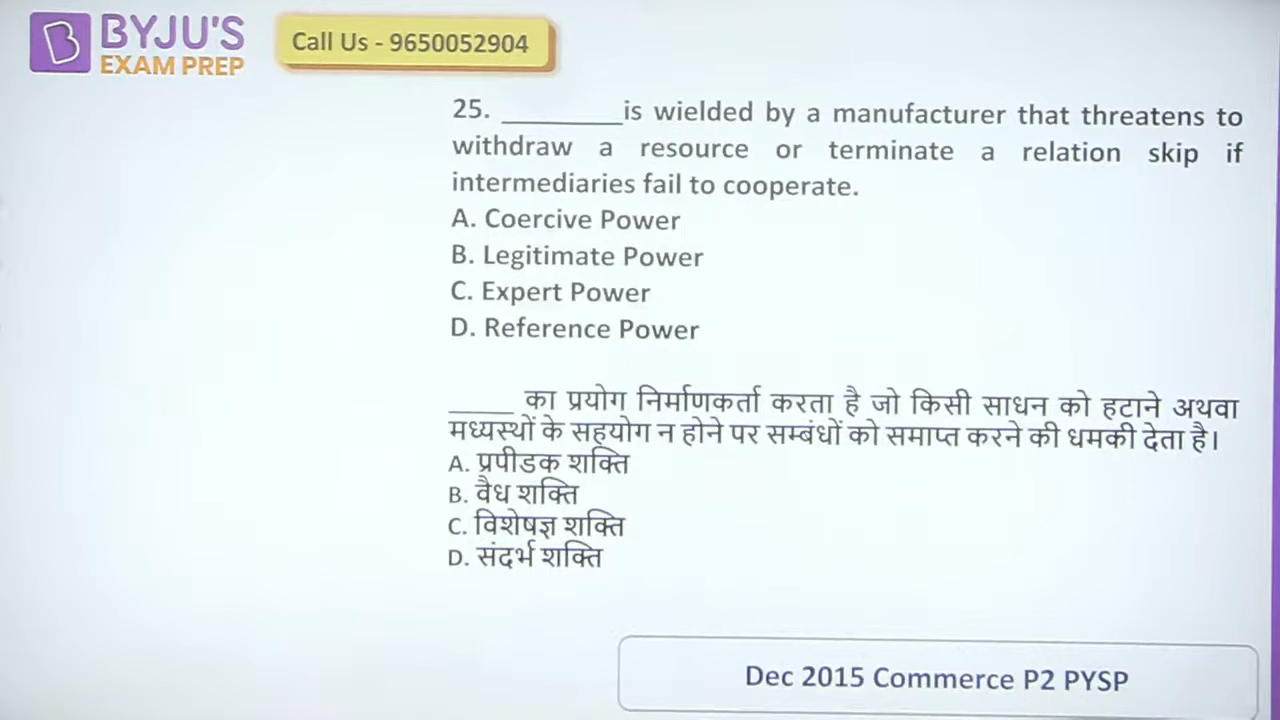 BYJU'S
EXAM PREP
Call Us - 9650052904
25. ________is wielded by a manufacturer that threatens to
withdraw a resource or terminate a relation skip if
intermediaries fail to cooperate.
A. Coercive Power
B. Legitimate Power
C. Expert Power
D. Reference Power
_____ का प्रयोग निर्माणकर्ता करता है जो किसी साधन को हटाने अथवा
मध्यस्थों के सहयोग न होने पर सम्बंधों को समाप्त करने की धमकी देता है।
A. प्रपीडक शक्ति
B. वैध शक्ति
C. विशेषज्ञ शक्ति
D. संदर्भ शक्ति
Dec 2015 Commerce P2 PYSP